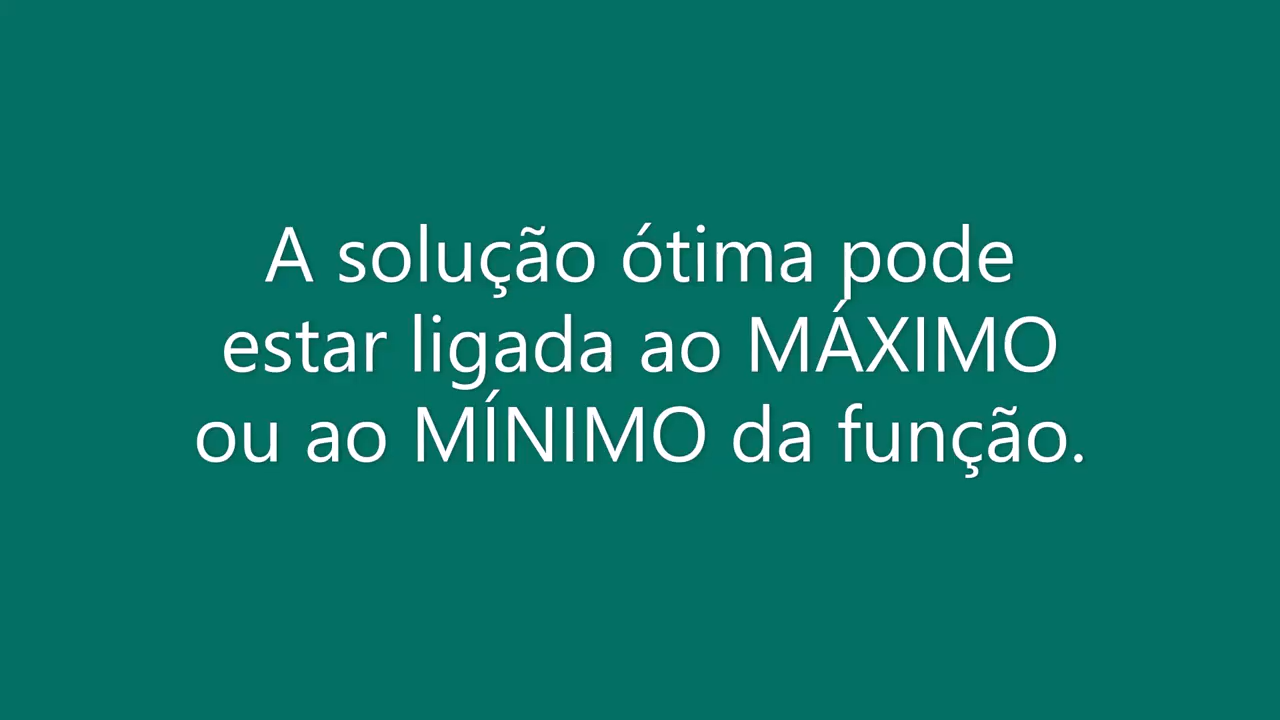 A solução ótima pode
estar ligada ao MÁXIMO
ou ao MÍNIMO da função.